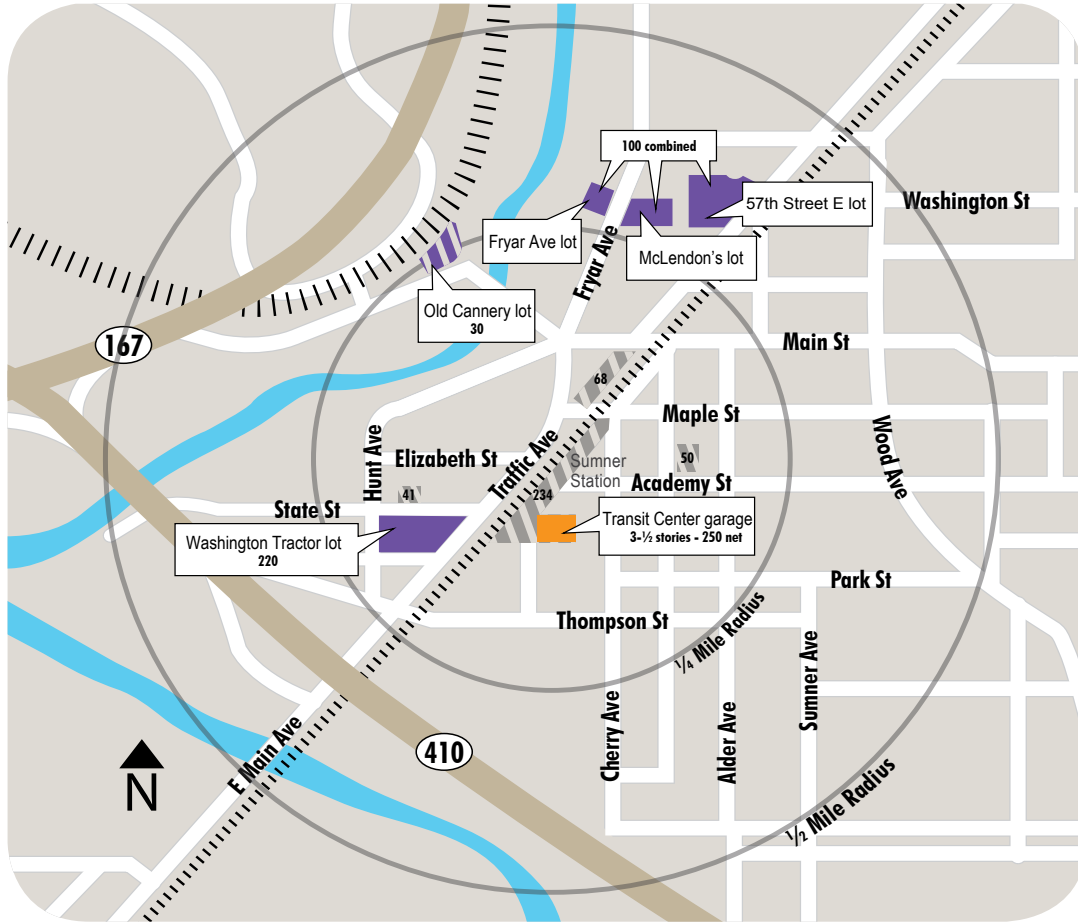 100 combined
57th Street E lot
Washington St
Fryar Ave lot
McLendon's lot
Fryar Ave
Old Cannery lot
30
167
Main St
68
Maple St
Wood Ave
Hunt Ave
Elizabeth St
Traffic Ave
Sumner
Station
50
Academy St
41
234
State St
Transit Center garage
3-½ stories - 250 net
Washington Tractor lot
220
Park St
Thompson St
¼ Mile Radius
Sumner Ave
Cherry Ave
Alder Ave
E Main Ave
410
N
½ Mile Radius